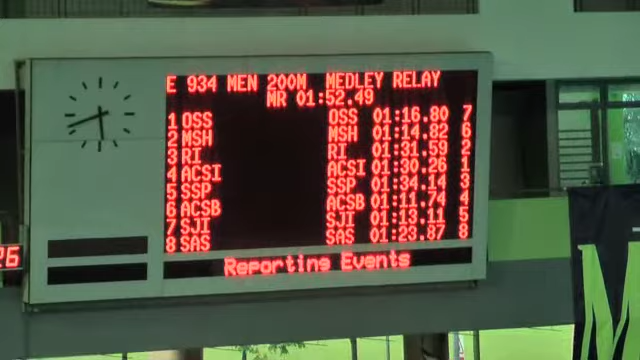 E 934 MEN 200M MEDLEY RELAY
MR 01:52.49
1 OSS OSS 01:16.80 7
2 MSH MSH 01:14.82 6
3 RI RI 01:31.59 2
4 ACSI ACSI 01:30.26 1
5 SSP SSP 01:34.14 3
6 ACSB ACSB 01:11.74 4
7 SJI SJI 01:13.11 5
8 SAS SAS 01:23.87 8
Reporting Events
76